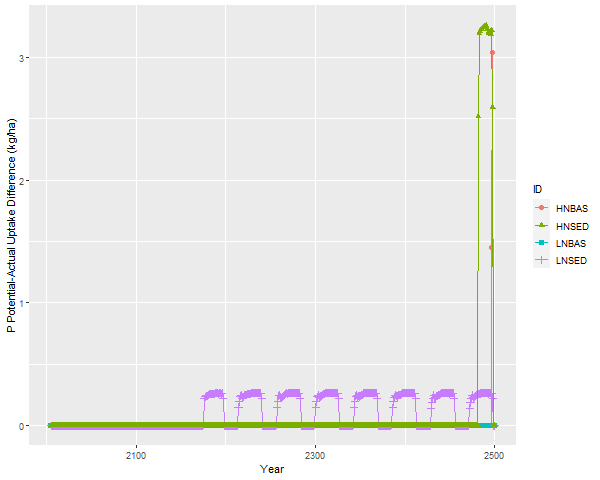 P Potential-Actual Uptake Difference (kg/ha)
3
2
1
0
2100
2300
2500
Year
ID
HNBAS
HNSED
LNBAS
LNSED